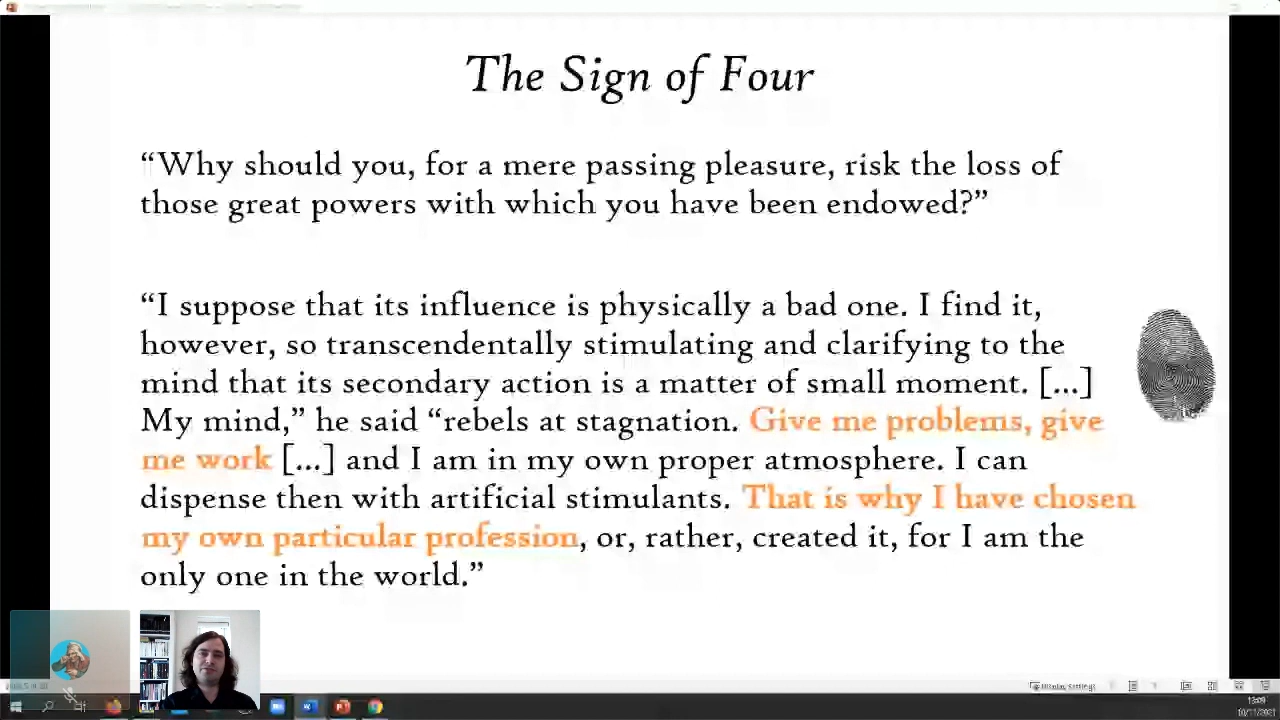 The Sign of Four
“Why should you, for a mere passing pleasure, risk the loss of
those great powers with which you have been endowed?”
“I suppose that its influence is physically a bad one. I find it,
however, so transcendentally stimulating and clarifying to the
mind that its secondary action is a matter of small moment. [...]
My mind,” he said “rebels at stagnation. Give me problems, give
me work [...] and I am in my own proper atmosphere. I can
dispense then with artificial stimulants. That is why I have chosen
my own particular profession, or, rather, created it, for I am the
only one in the world.”
Display Settings
10/11/2021